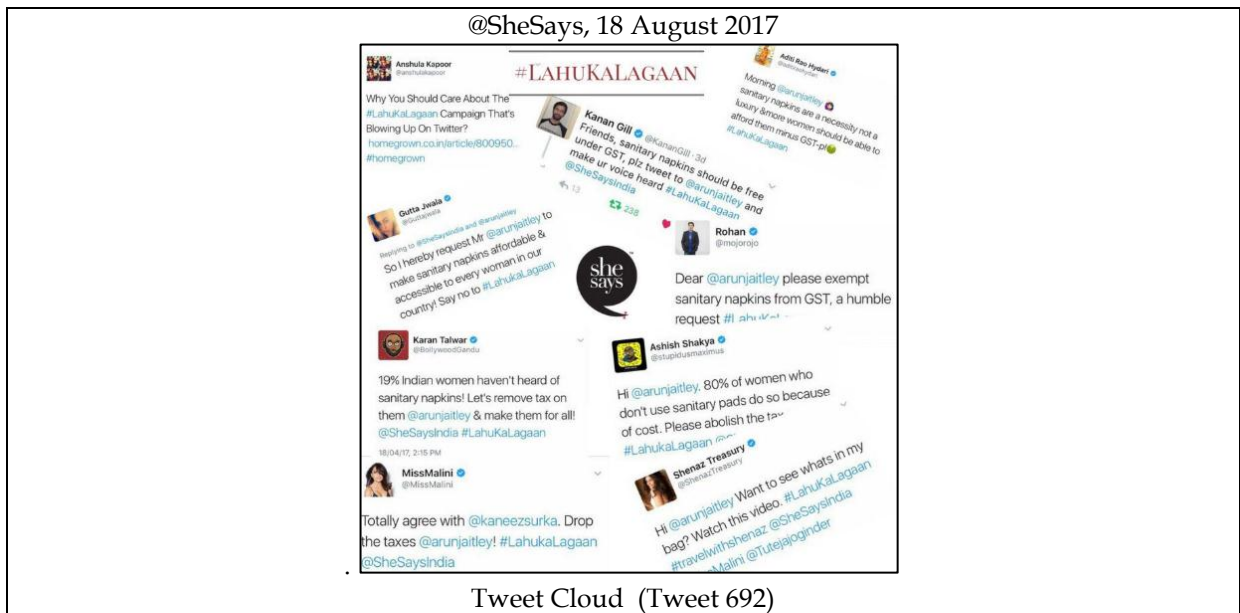 @SheSays, 18 August 2017
Anshula Kapoor
@anshulakapoor
Why You Should Care About The
#LahuKaLagaan Campaign That's
Blowing Up On Twitter?
homegrown.co.in/article/800950...
#homegrown
#LAHUKALAGAAN
Aditi Rao Hydari
@aditiraohydari
Morning @arunjaitley
sanitary napkins are a necessity not a
luxury &more women should be able to
afford them minus GST-pl
#LahuKaLagaan
Kanan Gill @KananGill · 3d
Friends, sanitary napkins should be free
under GST, plz tweet to @arunjaitley and
make ur voice heard #LahuKaLagaan
@SheSaysIndia
13
238
Gutta Jwala
@Guttajwala
Replying to @SheSaysIndia and @arunjaitley
So I hereby request Mr @arunjaitley to
make sanitary napkins affordable &
accessible to every woman in our
country! Say no to #LahukaLagaan
she
says
Rohan
@mojorojo
Dear @arunjaitley please exempt
sanitary napkins from GST, a humble
request
Karan Talwar
@BollywoodGandu
19% Indian women haven't heard of
sanitary napkins! Let's remove tax on
them @arunjaitley & make them for all!
@SheSaysIndia #LahuKaLagaan
18/04/17, 2:15 PM
Ashish Shakya
@stupidusmaximus
Hi @arunjaitley. 80% of women who
don't use sanitary pads do so because
of cost. Please abolish the
#LahukaLagaan
MissMalini
@MissMalini
Totally agree with @kaneezsurka. Drop
the taxes @arunjaitley! #LahukaLagaan
@SheSaysIndia
Shenaz Treasury
@ShenazTreasury
Hi @arunjaitley Want to see whats in my
bag? Watch this video. #LahuKaLagaan
#travelwithshenaz @SheSaysIndia
@Tutejajoginder
.
Tweet Cloud (Tweet 692)